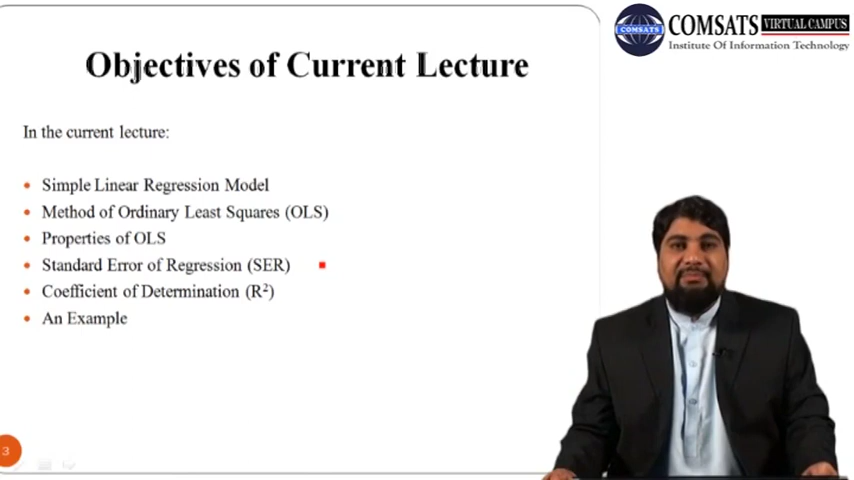 Objectives of Current Lecture
COMSATS VIRTUAL CAMPUS
Institute Of Information Technology
COMSATS
In the current lecture:
• Simple Linear Regression Model
• Method of Ordinary Least Squares (OLS)
• Properties of OLS
• Standard Error of Regression (SER)
• Coefficient of Determination (R²)
• An Example
3